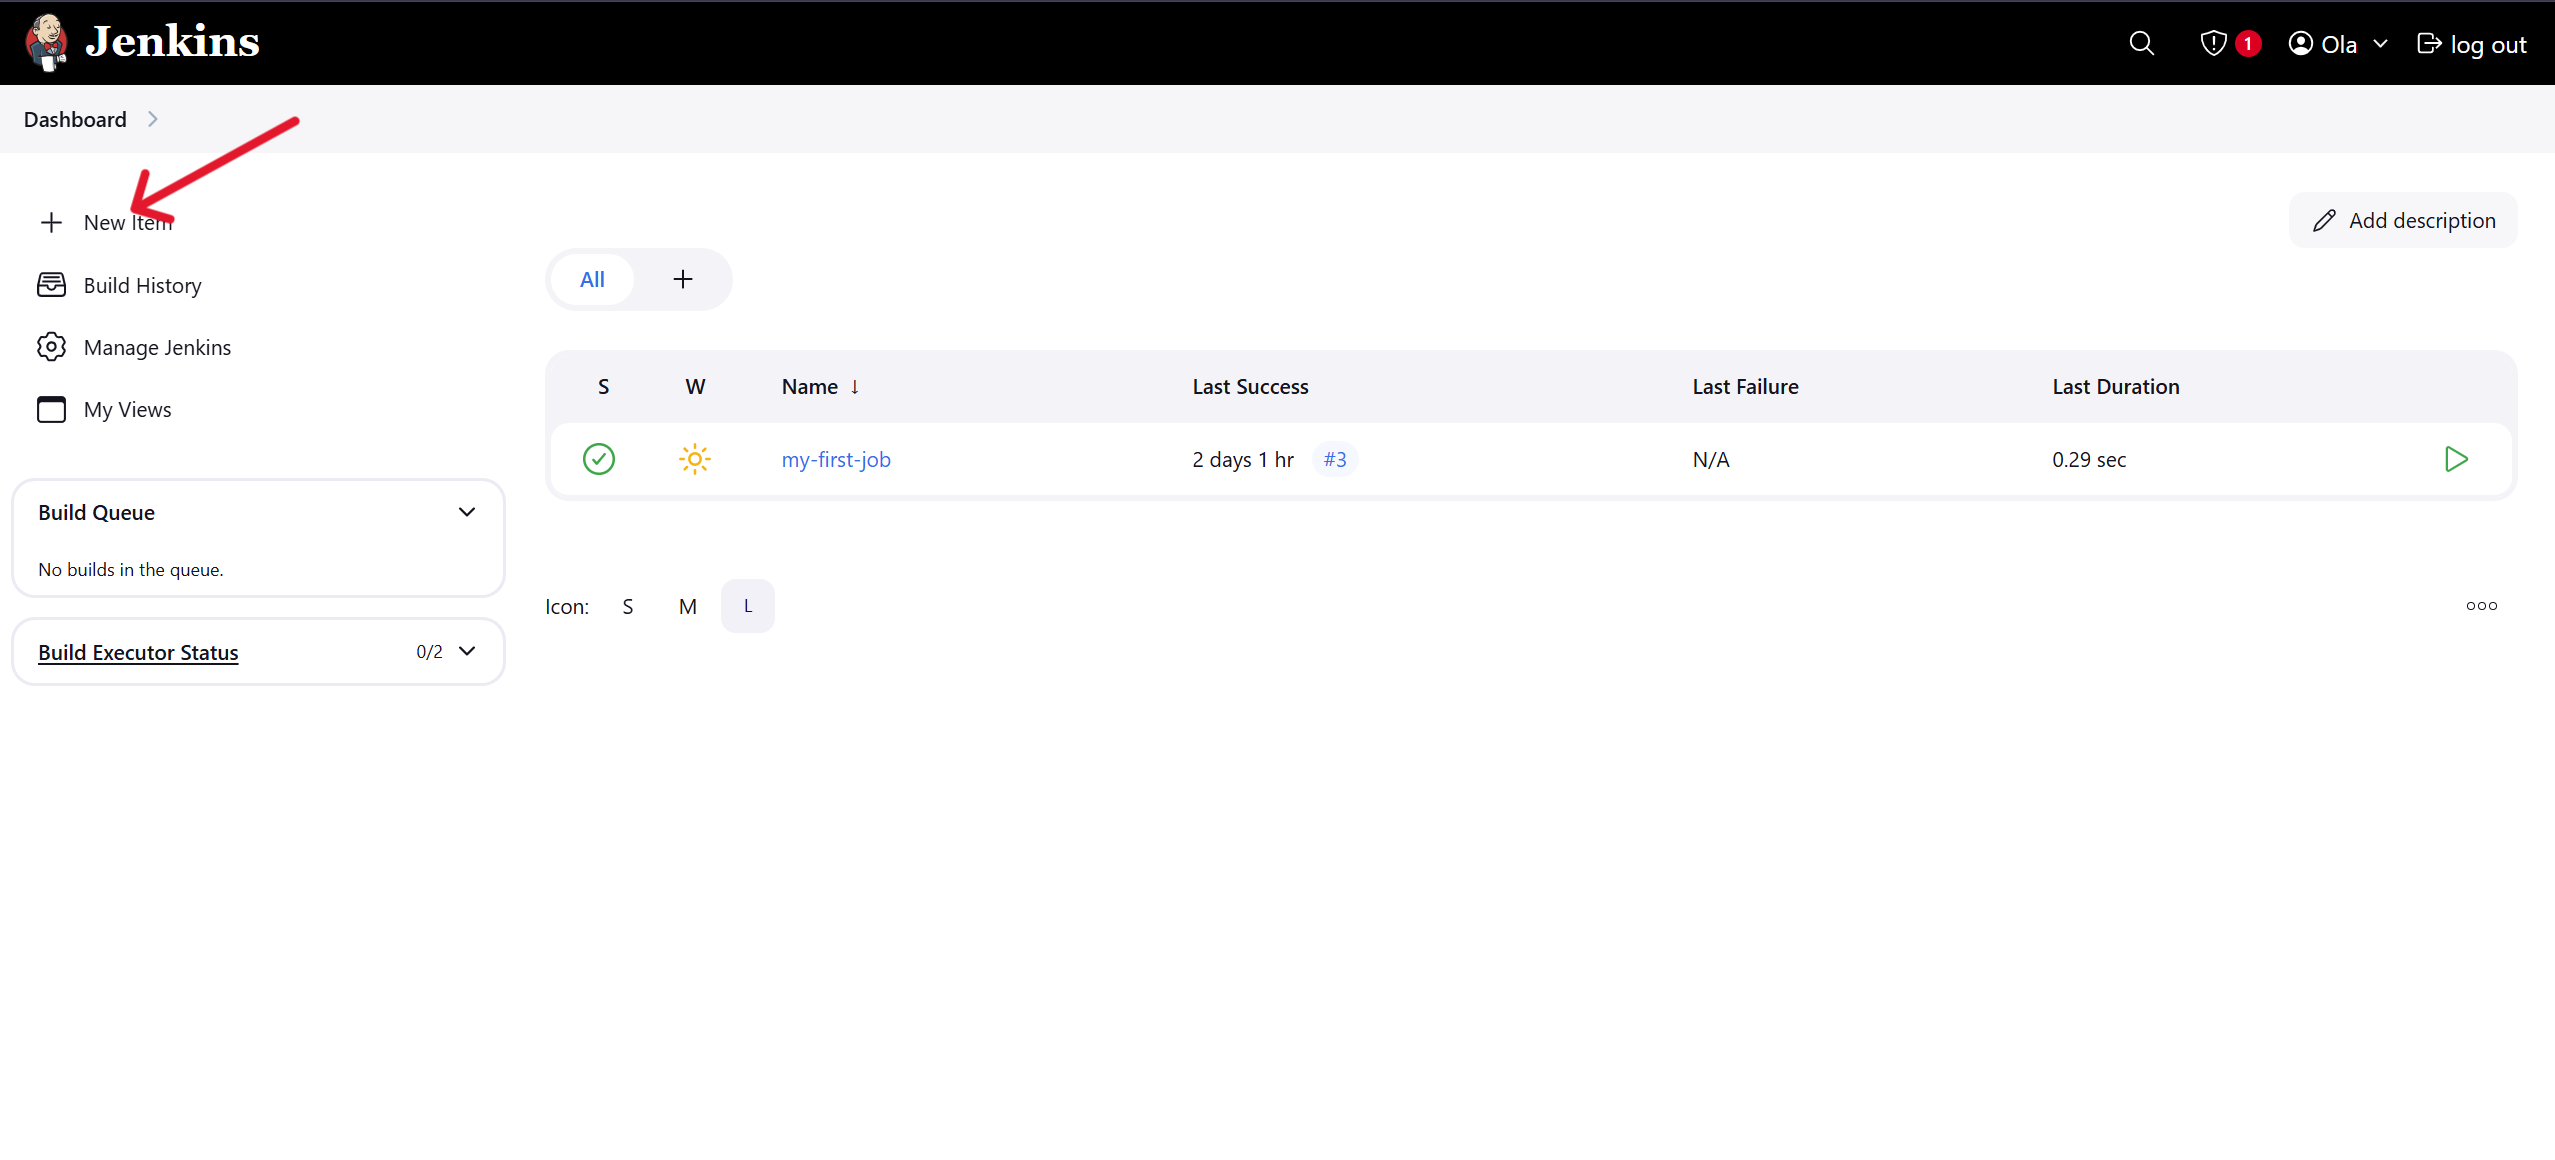 Jenkins
1
Ola
log out
Dashboard
New Item
Build History
Manage Jenkins
My Views
Build Queue
No builds in the queue.
Build Executor Status 0/2
Add description
All +
S W Name ↓ Last Success Last Failure Last Duration
my-first-job 2 days 1 hr #3 N/A 0.29 sec
Icon: S M L